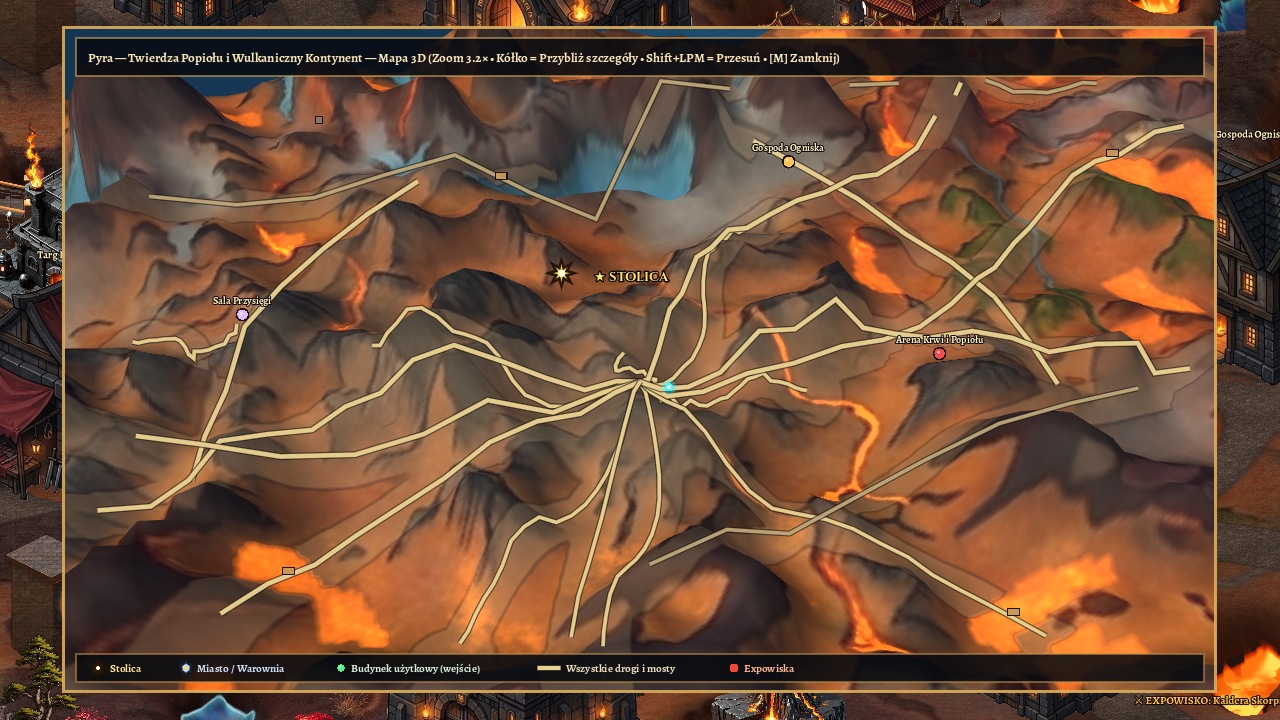 Pyra — Twierdza Popiołu i Wulkaniczny Kontynent — Mapa 3D (Zoom 3.2× • Kółko = Przybliż szczegóły • Shift+LPM = Przesuń • [M] Zamknij)
Gospoda Ogniska
Gospoda Ognis
Targ
★ STOLICA
Sala Przysięgi
Arena Krwi i Popiołu
Stolica
Miasto / Warownia
Budynek użytkowy (wejście)
Wszystkie drogi i mosty
Expowiska
⚔ EXPOWISKO: Kaldera Skorp